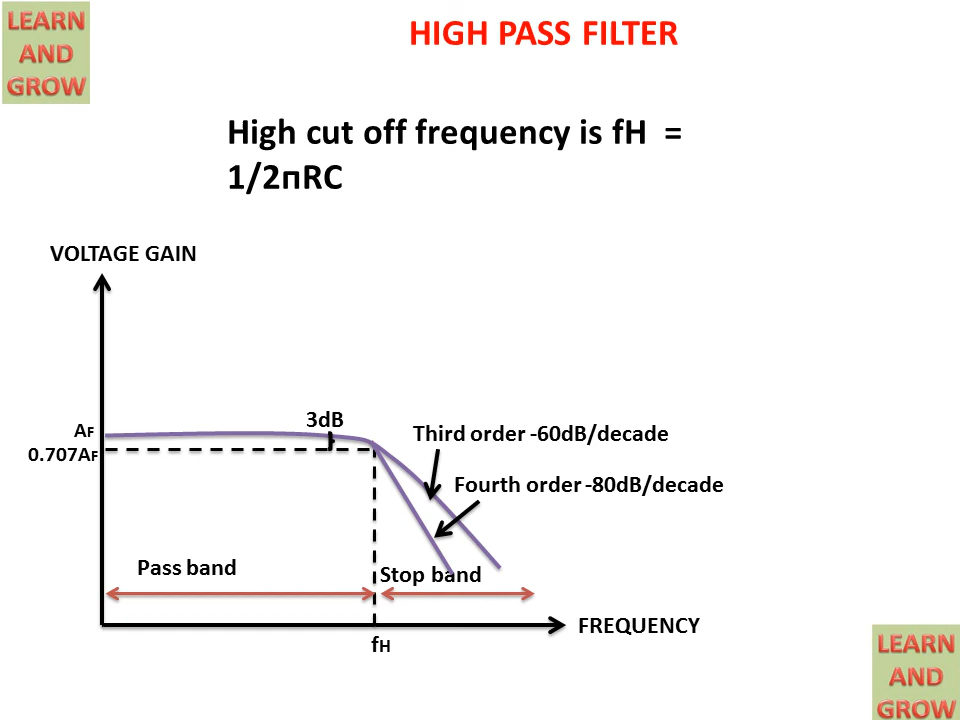 LEARN
AND
GROW
HIGH PASS FILTER
High cut off frequency is fH =
1/2пRC
VOLTAGE GAIN
AF
0.707AF
3dB
Third order -60dB/decade
Fourth order -80dB/decade
Pass band
Stop band
fH
FREQUENCY
LEARN
AND
GROW